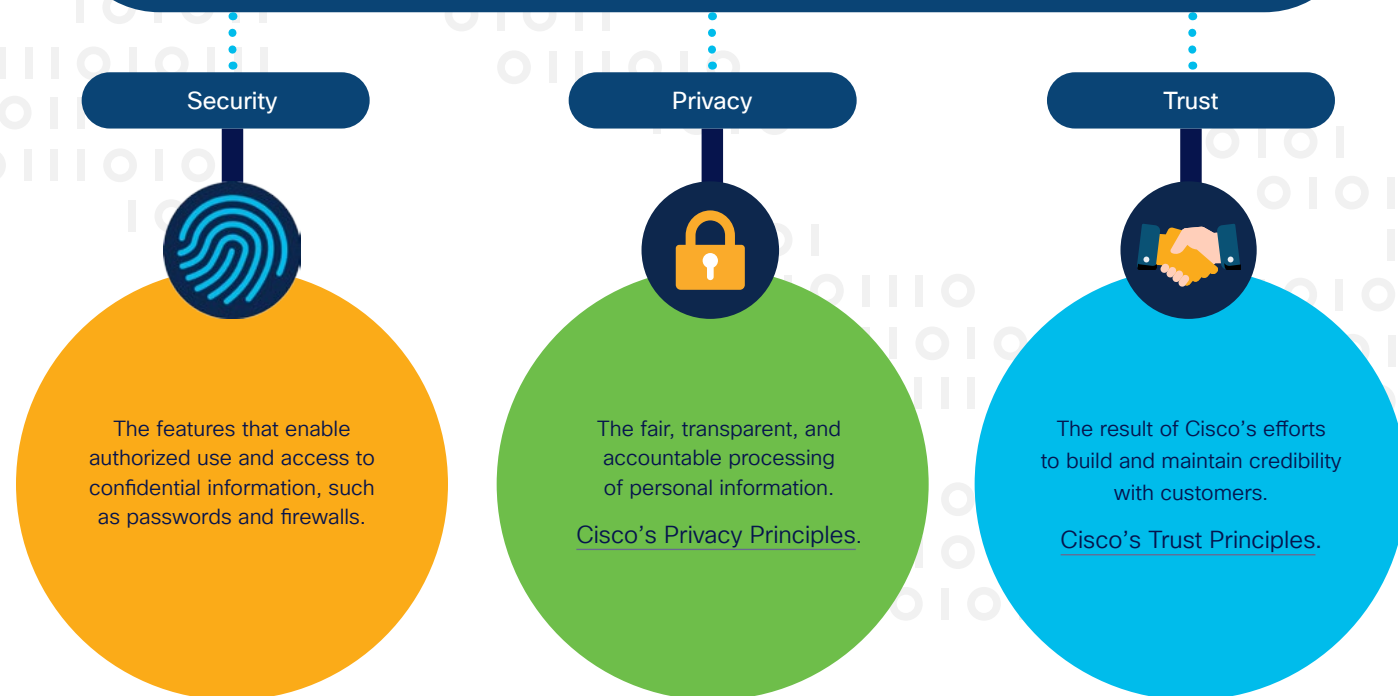 Security
The features that enable
authorized use and access to
confidential information, such
as passwords and firewalls.
Privacy
The fair, transparent, and
accountable processing
of personal information.
Cisco’s Privacy Principles.
Trust
The result of Cisco’s efforts
to build and maintain credibility
with customers.
Cisco’s Trust Principles.